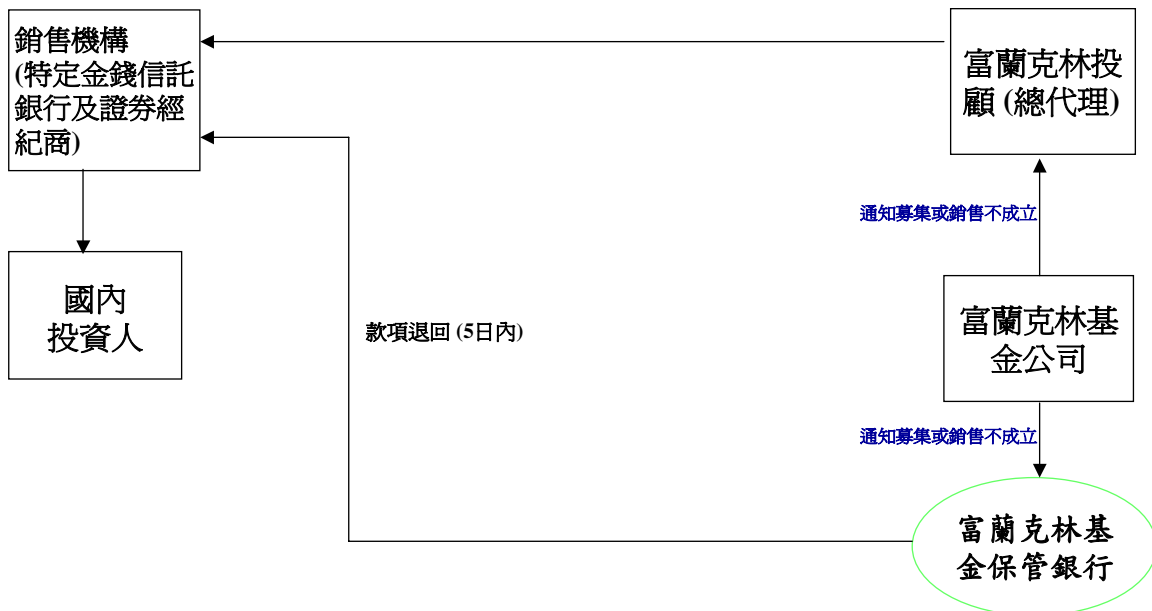 銷售機構
(特定金錢信託
銀行及證券經
紀商)
富蘭克林投
顧 (總代理)
通知募集或銷售不成立
國內
投資人
款項退回 (5日內)
富蘭克林基
金公司
通知募集或銷售不成立
富蘭克林基
金保管銀行